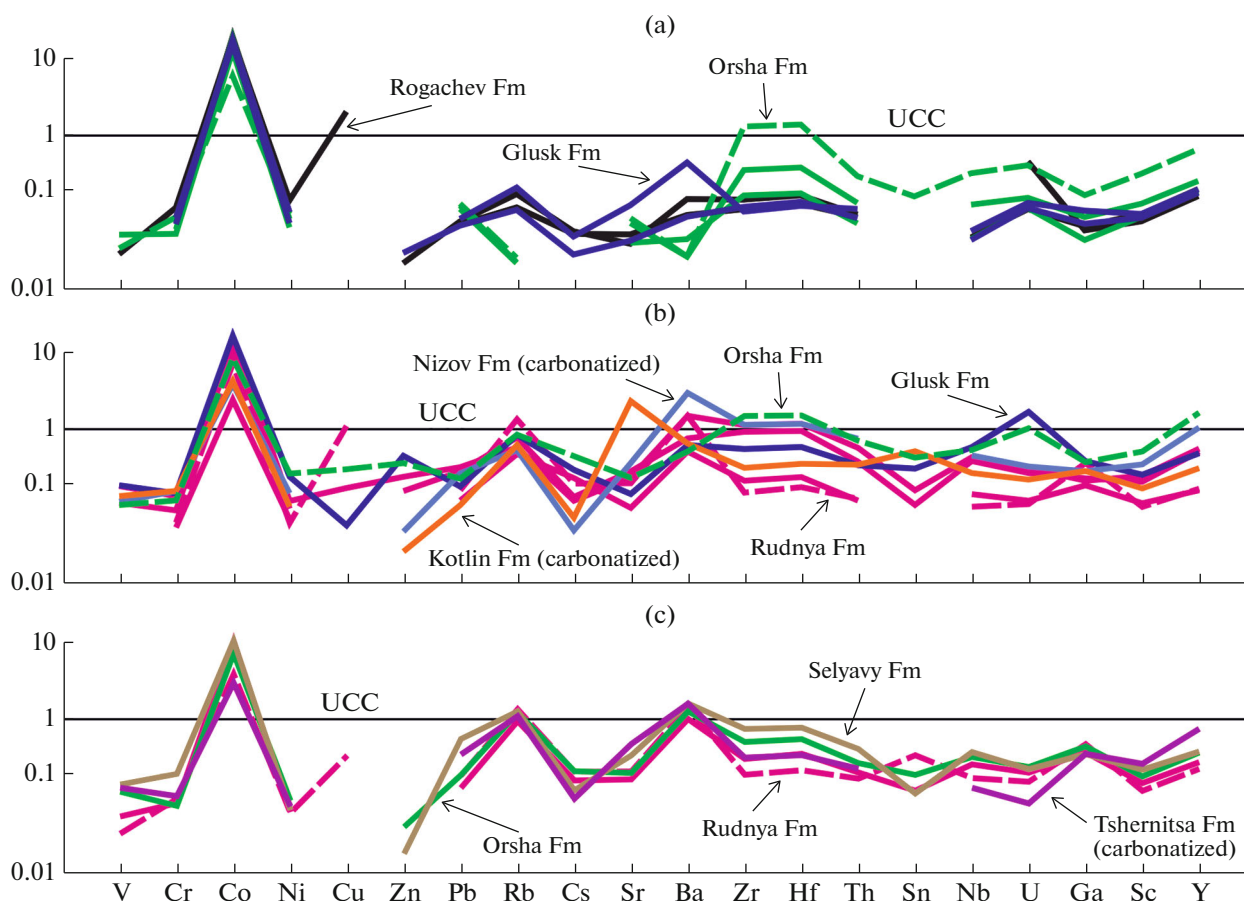 (a)
10
Orsha Fm
Rogachev Fm
UCC
1
Glusk Fm
0.1
0.01
(b)
10
Nizov Fm (carbonatized)
Orsha Fm
Glusk Fm
UCC
1
0.1
Kotlin Fm (carbonatized)
Rudnya Fm
0.01
(c)
10
Selyavy Fm
UCC
1
0.1
Orsha Fm
Rudnya Fm
Tshernitsa Fm
(carbonatized)
0.01
V Cr Co Ni Cu Zn Pb Rb Cs Sr Ba Zr Hf Th Sn Nb U Ga Sc Y